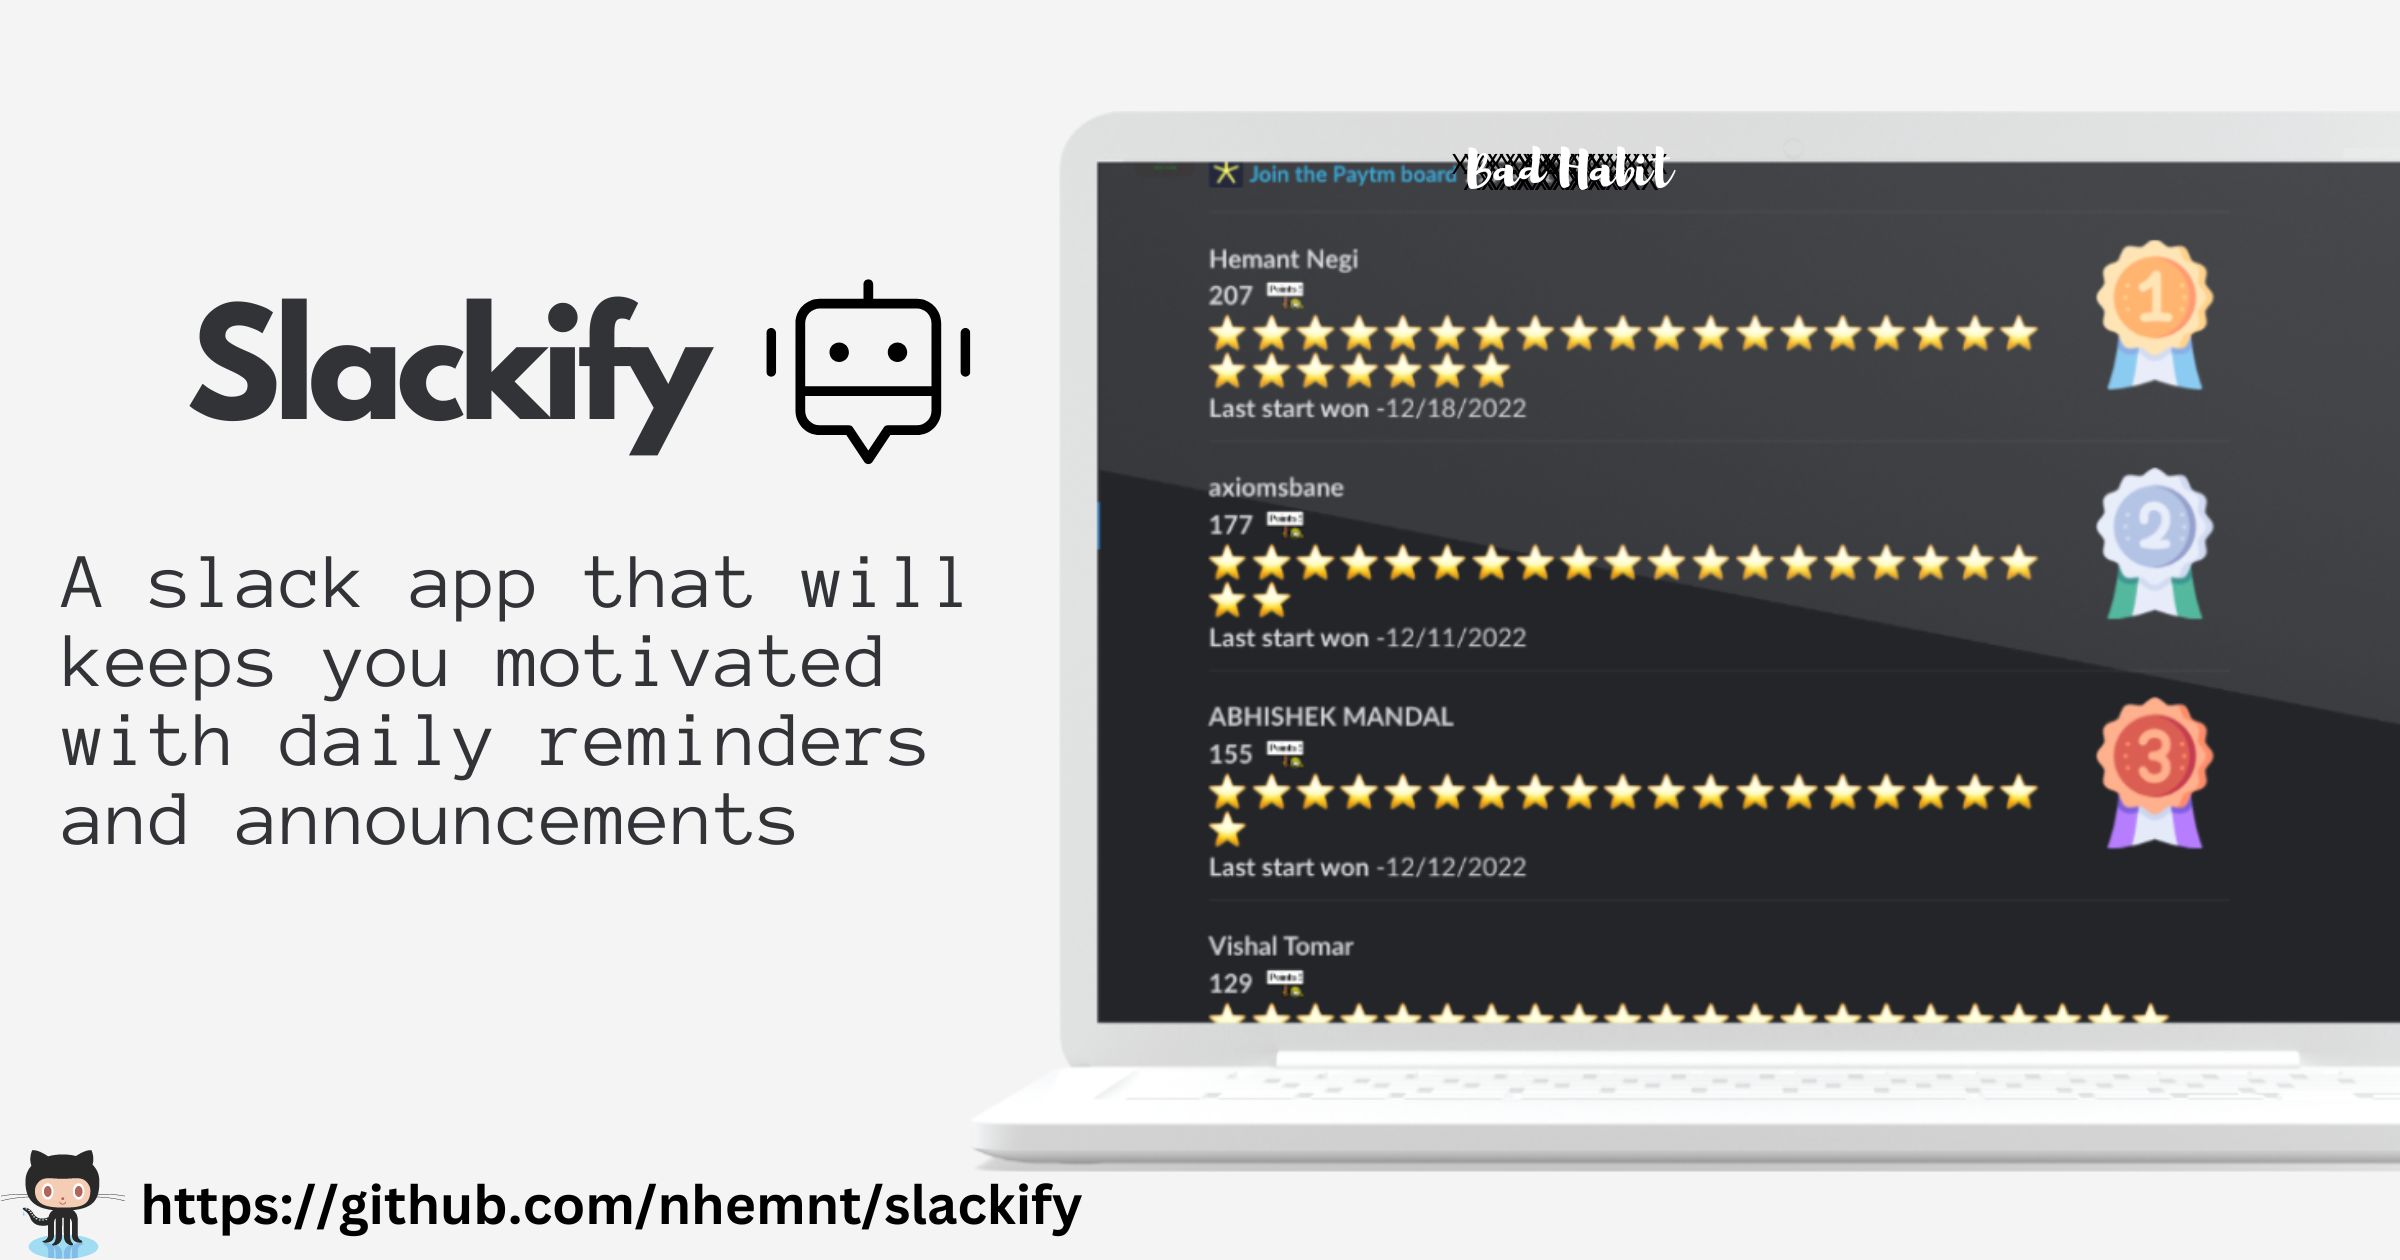 Slackify
A slack app that will
keeps you motivated
with daily reminders
and announcements
https://github.com/nhemnt/slackify
Join the Paytm board
Bad Habit
Hemant Negi
207
Last start won -12/18/2022
1
axiomsbane
177
Last start won -12/11/2022
2
ABHISHEK MANDAL
155
Last start won -12/12/2022
3
Vishal Tomar
129